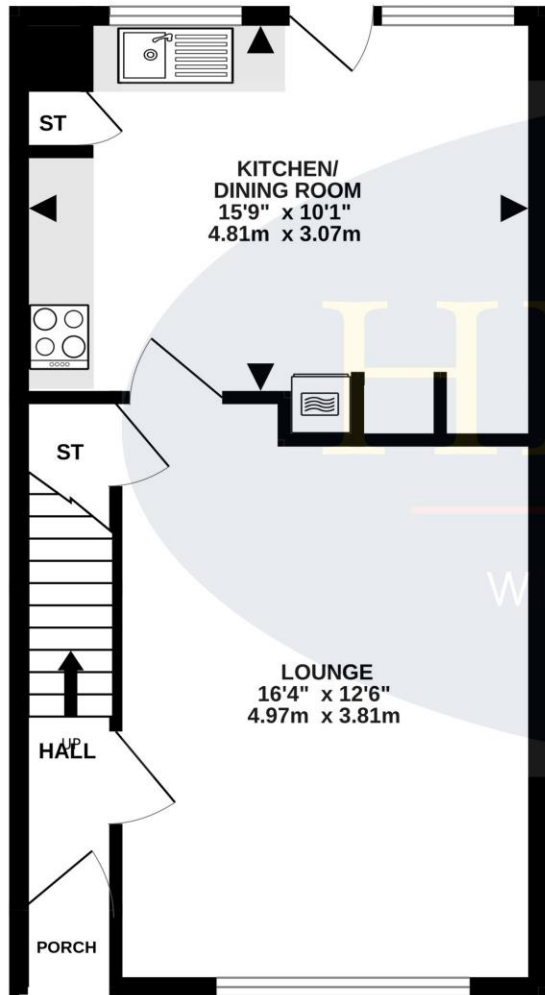 ST
KITCHEN/
DINING ROOM
15'9" x 10'1"
4.81m x 3.07m
H
ST
W
LOUNGE
16'4" x 12'6"
4.97m x 3.81m
UP
HALL
PORCH